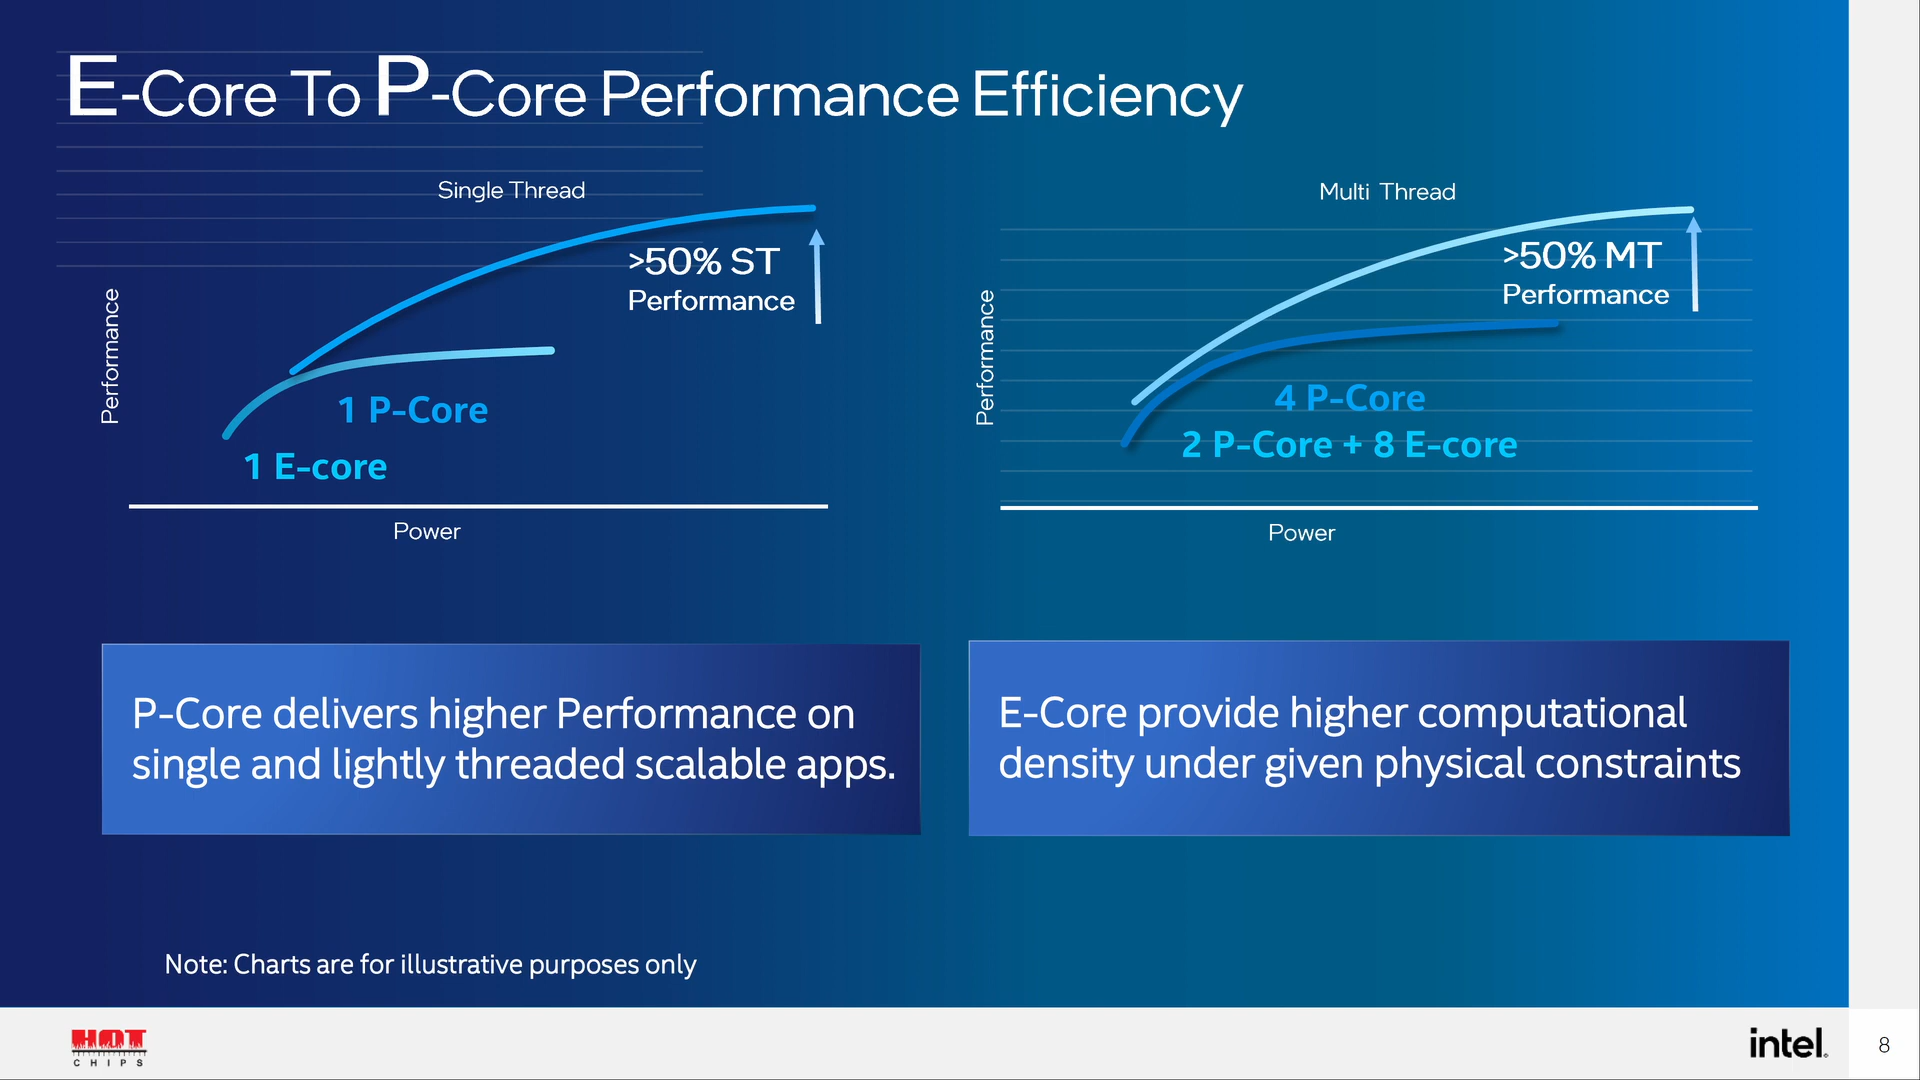 E-Core To P-Core Performance Efficiency
Single Thread
>50% ST
Performance
Performance
1 P-Core
1 E-core
Power
Multi Thread
>50% MT
Performance
Performance
4 P-Core
2 P-Core + 8 E-core
Power
P-Core delivers higher Performance on
single and lightly threaded scalable apps.
E-Core provide higher computational
density under given physical constraints
Note: Charts are for illustrative purposes only
HOT
CHIPS
intel.
8